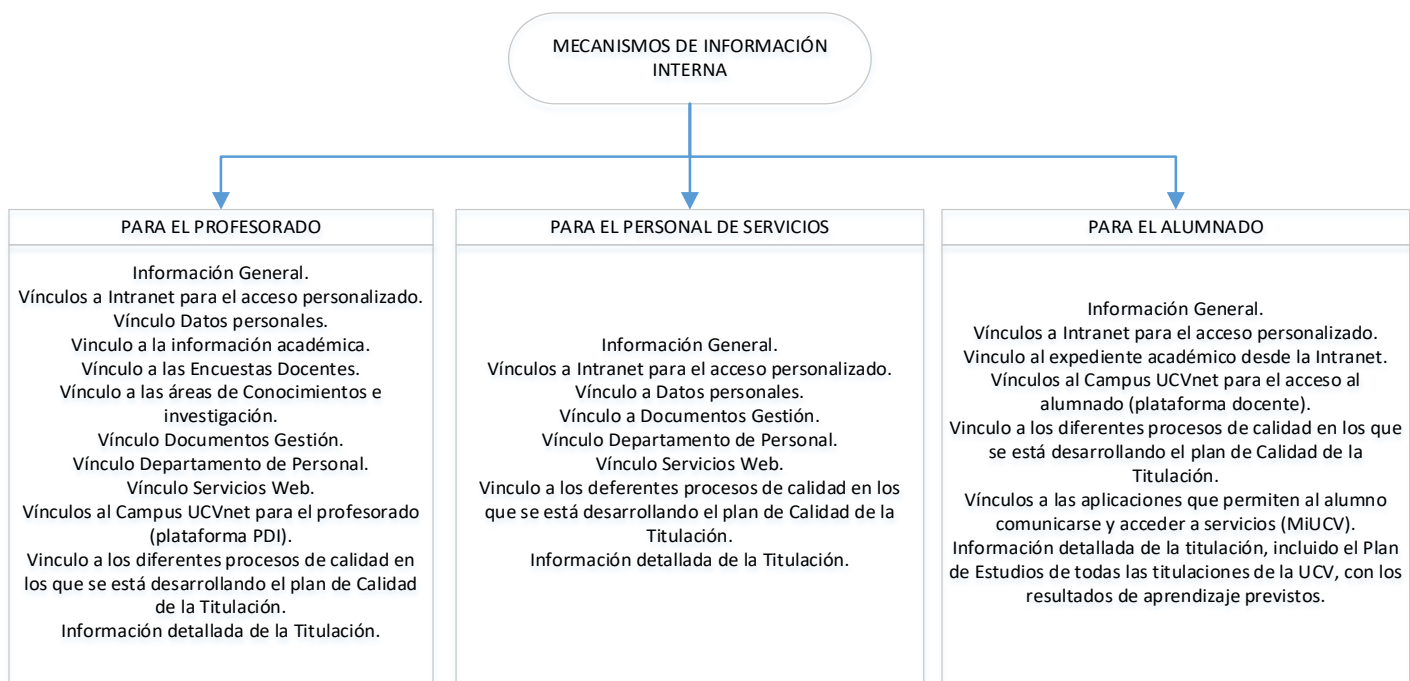 MECANISMOS DE INFORMACIÓN
INTERNA
PARA EL PROFESORADO
Información General.
Vínculos a Intranet para el acceso personalizado.
Vínculo Datos personales.
Vinculo a la información académica.
Vínculo a las Encuestas Docentes.
Vínculo a las áreas de Conocimientos e
investigación.
Vínculo Documentos Gestión.
Vínculo Departamento de Personal.
Vínculo Servicios Web.
Vínculos al Campus UCVnet para el profesorado
(plataforma PDI).
Vinculo a los diferentes procesos de calidad en
los que se está desarrollando el plan de Calidad
de la Titulación.
Información detallada de la Titulación.
PARA EL PERSONAL DE SERVICIOS
Información General.
Vínculos a Intranet para el acceso personalizado.
Vínculo a Datos personales.
Vínculo a Documentos Gestión.
Vínculo Departamento de Personal.
Vínculo Servicios Web.
Vinculo a los deferentes procesos de calidad en los
que se está desarrollando el plan de Calidad de la
Titulación.
Información detallada de la Titulación.
PARA EL ALUMNADO
Información General.
Vínculos a Intranet para el acceso personalizado.
Vinculo al expediente académico desde la Intranet.
Vínculos al Campus UCVnet para el acceso al
alumnado (plataforma docente).
Vinculo a los diferentes procesos de calidad en los que
se está desarrollando el plan de Calidad de la
Titulación.
Vínculos a las aplicaciones que permiten al alumno
comunicarse y acceder a servicios (MiUCV).
Información detallada de la titulación, incluido el Plan
de Estudios de todas las titulaciones de la UCV, con los
resultados de aprendizaje previstos.